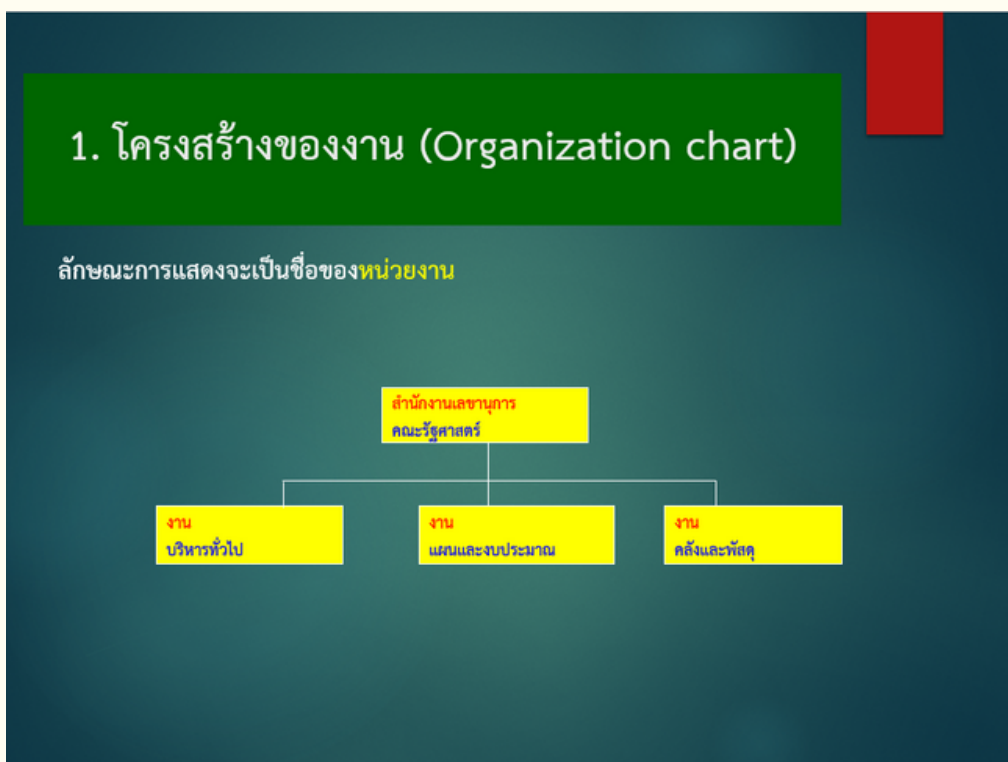 1. โครงสร้างของงาน (Organization chart)
ลักษณะการแสดงจะเป็นชื่อของหน่วยงาน
สำนักงานเลขานุการ
คณะรัฐศาสตร์
งาน
บริหารทั่วไป
งาน
แผนและงบประมาณ
งาน
คลังและพัสดุ